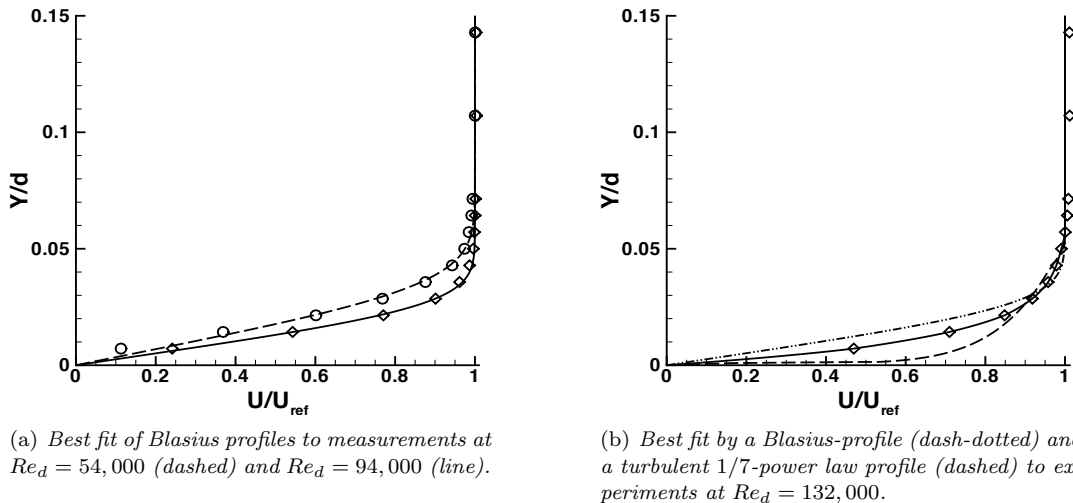 0.15
0.1
0.05
0
Y/d
0 0.2 0.4 0.6 0.8 1
U/U_ref
(a) Best fit of Blasius profiles to measurements at
Re_d = 54,000 (dashed) and Re_d = 94,000 (line).
0.15
0.1
0.05
0
Y/d
0 0.2 0.4 0.6 0.8 1
U/U_ref
(b) Best fit by a Blasius-profile (dash-dotted) and
a turbulent 1/7-power law profile (dashed) to ex
periments at Re_d = 132,000.